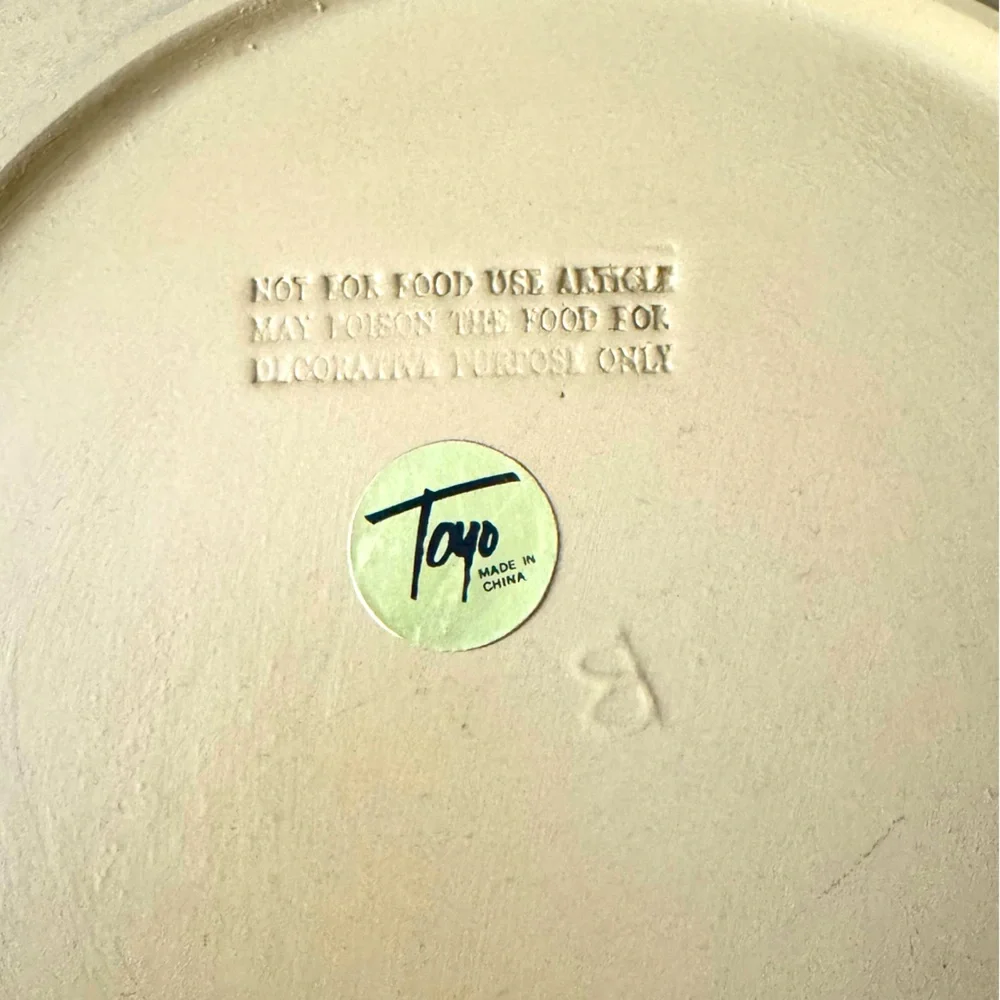 NOT FOR FOOD USE ARTICLE
MAY POISON THE FOOD FOR
DECORATIVE PURPOSE ONLY
Toyo
MADE IN
CHINA